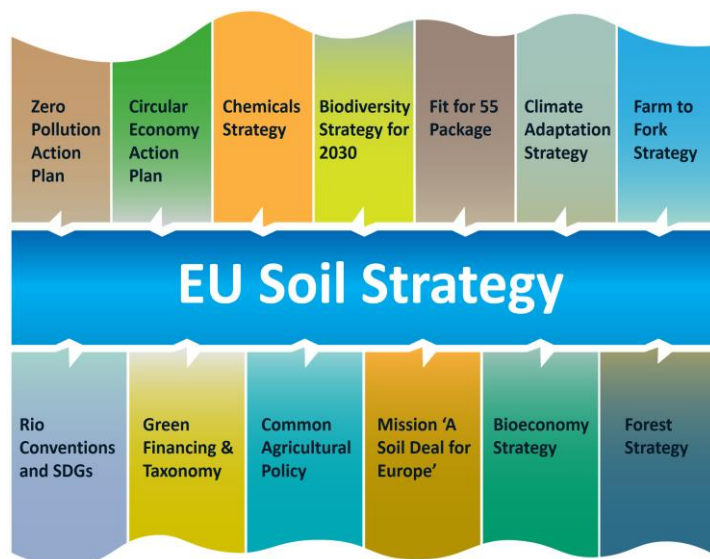 Zero
Pollution
Action
Plan
Circular
Economy
Action
Plan
Chemicals
Strategy
Biodiversity
Strategy for
2030
Fit for 55
Package
Climate
Adaptation
Strategy
Farm to
Fork
Strategy
EU Soil Strategy
Rio
Conventions
and SDGs
Green
Financing &
Taxonomy
Common
Agricultural
Policy
Mission ‘A
Soil Deal for
Europe’
Bioeconomy
Strategy
Forest
Strategy